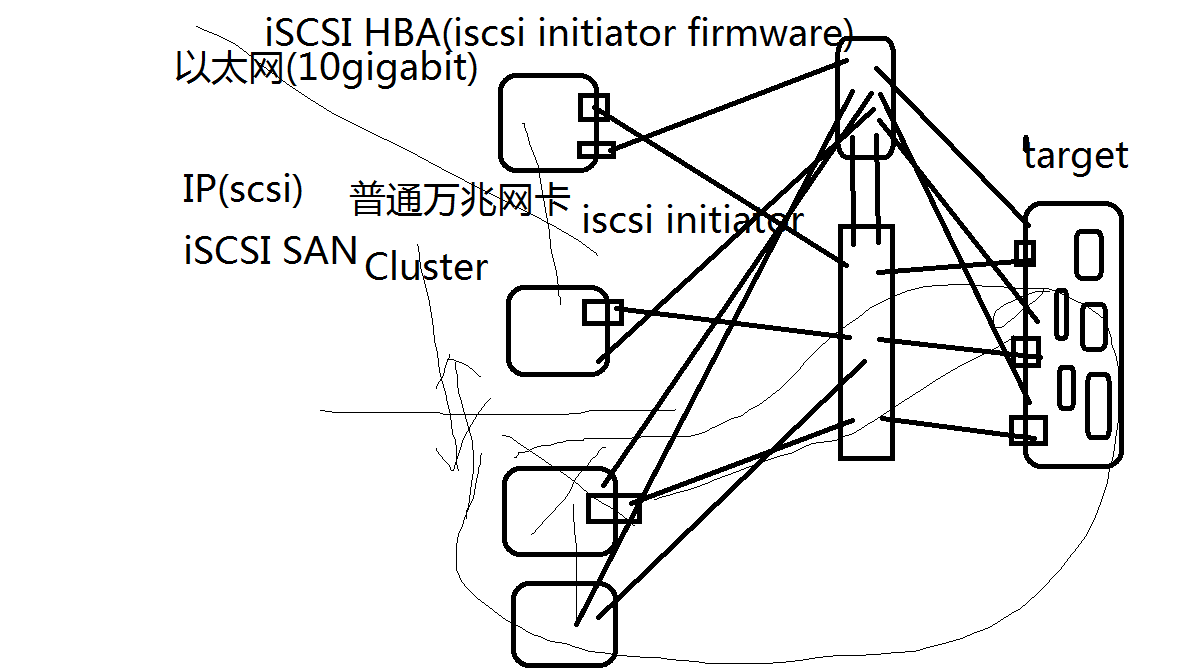 iSCSI HBA(iscsi initiator firmware)
以太网(10gigabit)
target
IP(scsi)
普通万兆网卡
iscsi initiator
iSCSI SAN
Cluster